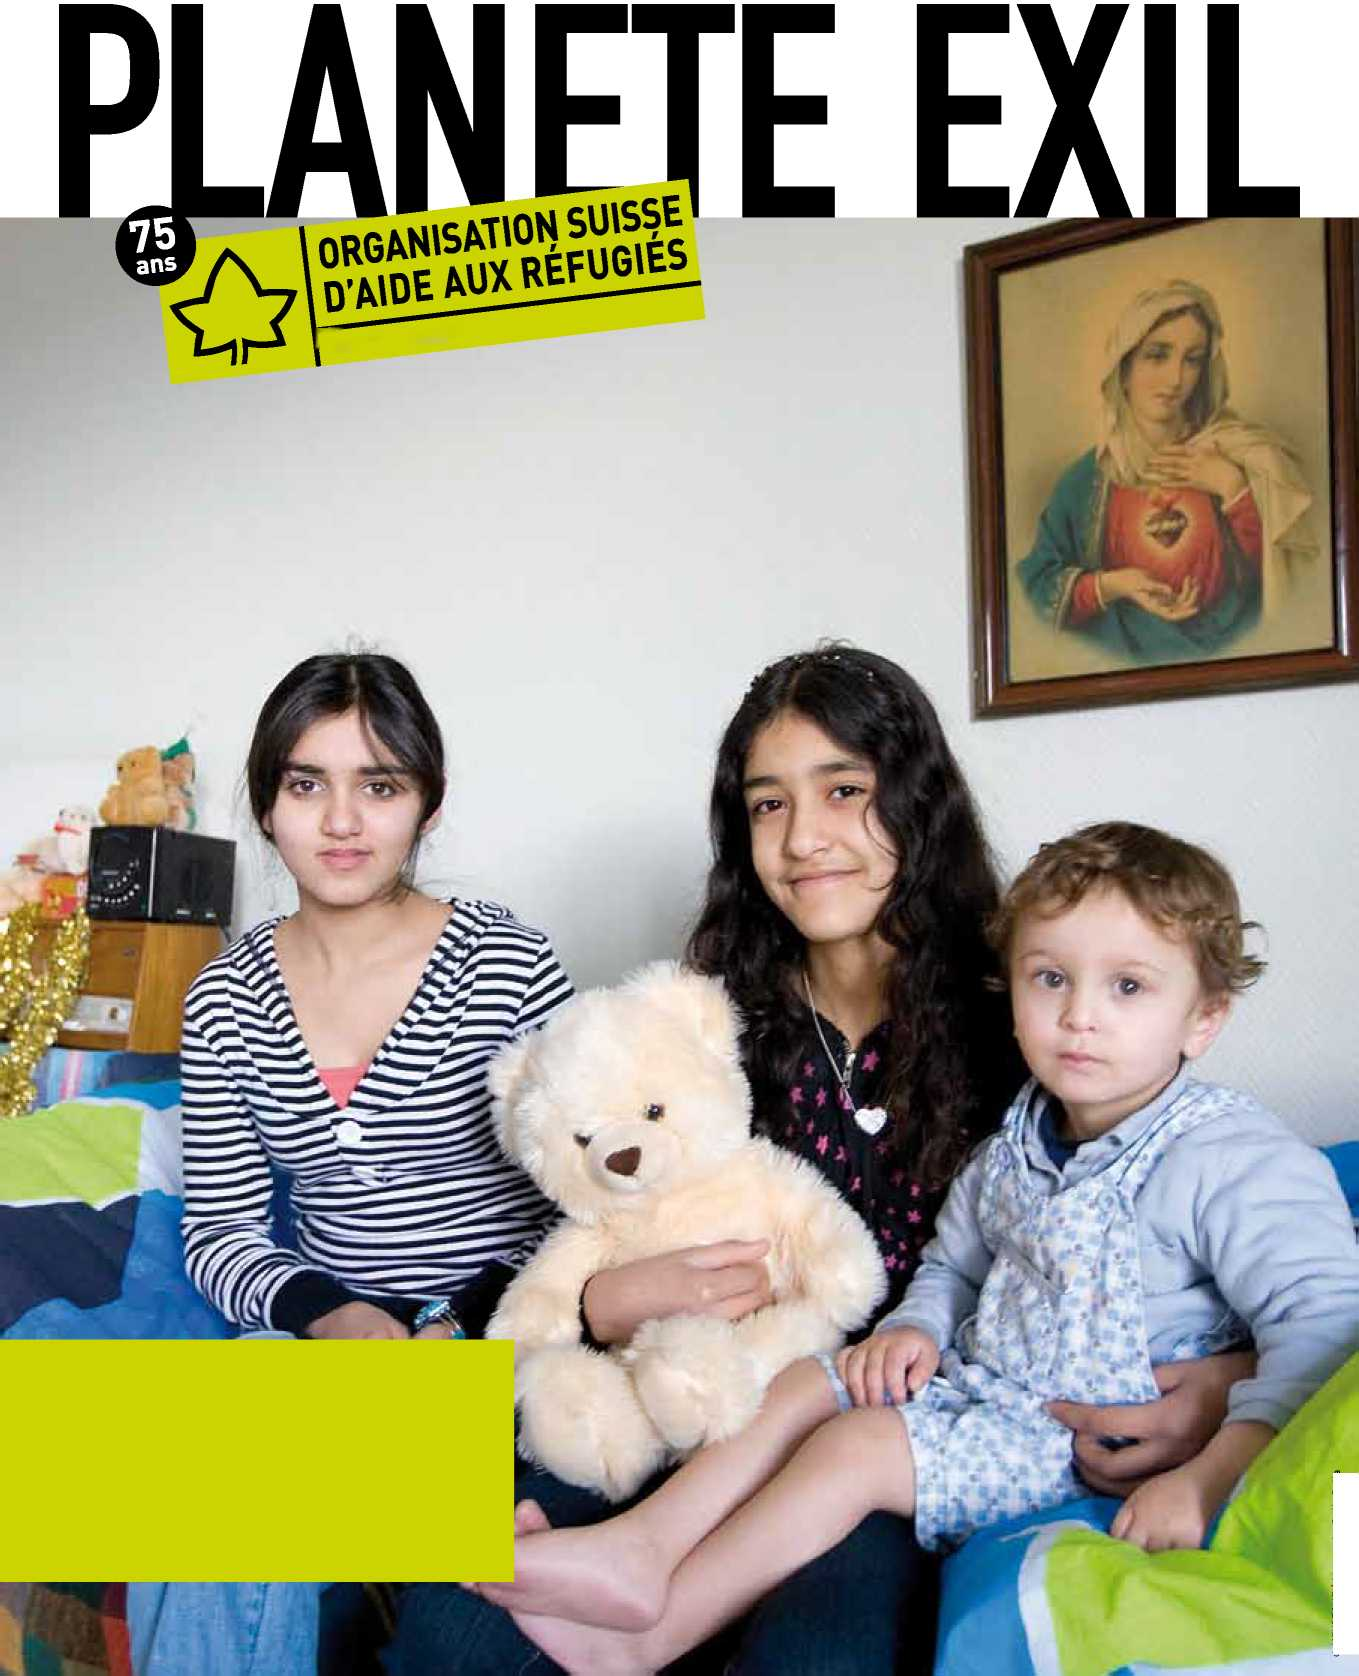 PLANETE EXIL
75
ans
ORGANISATION SUISSE
D'AIDE AUX RÉFUGIÉS